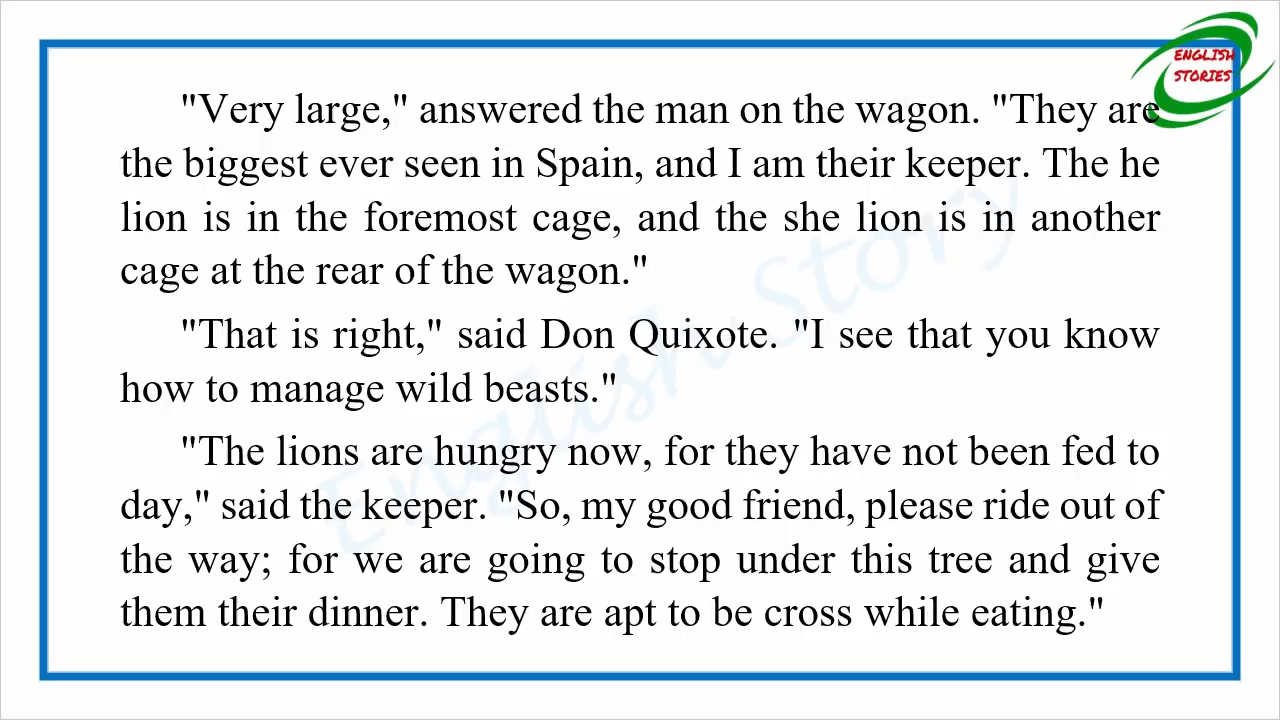 ENGLISH
STORIES
"Very large," answered the man on the wagon. "They are
the biggest ever seen in Spain, and I am their keeper. The he
lion is in the foremost cage, and the she lion is in another
cage at the rear of the wagon."
"That is right," said Don Quixote. "I see that you know
how to manage wild beasts."
"The lions are hungry now, for they have not been fed to
day," said the keeper. "So, my good friend, please ride out of
the way; for we are going to stop under this tree and give
them their dinner. They are apt to be cross while eating."
English Story